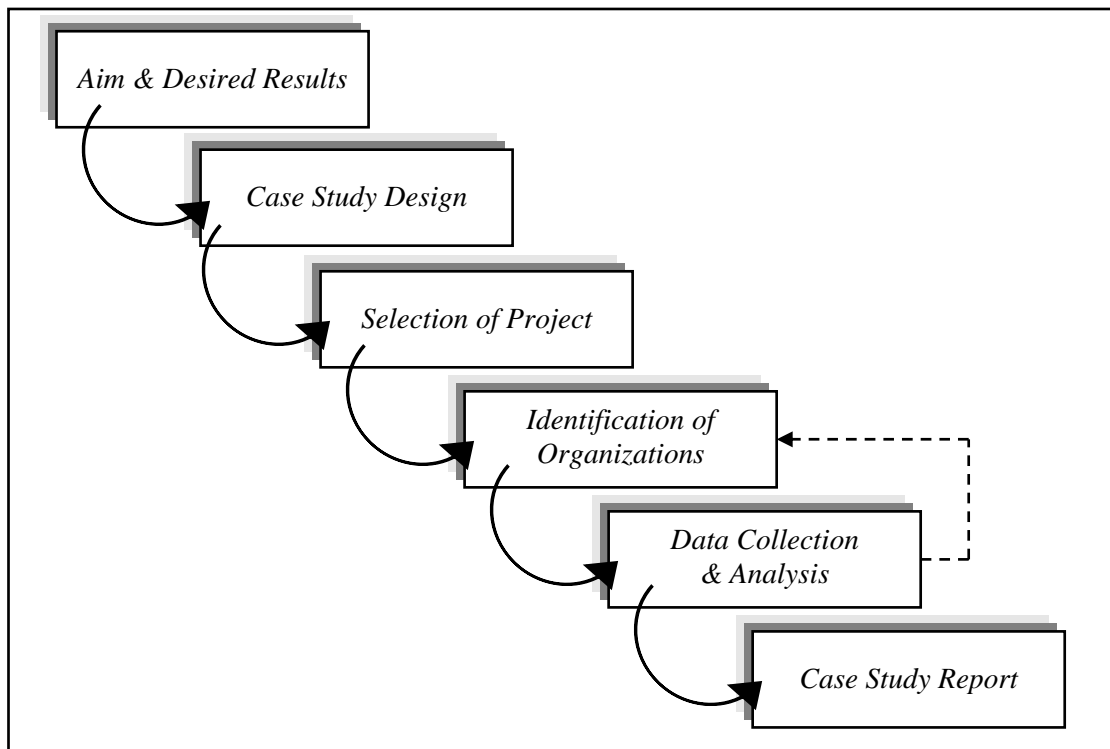 Aim & Desired Results
Case Study Design
Selection of Project
Identification of
Organizations
Data Collection
& Analysis
Case Study Report